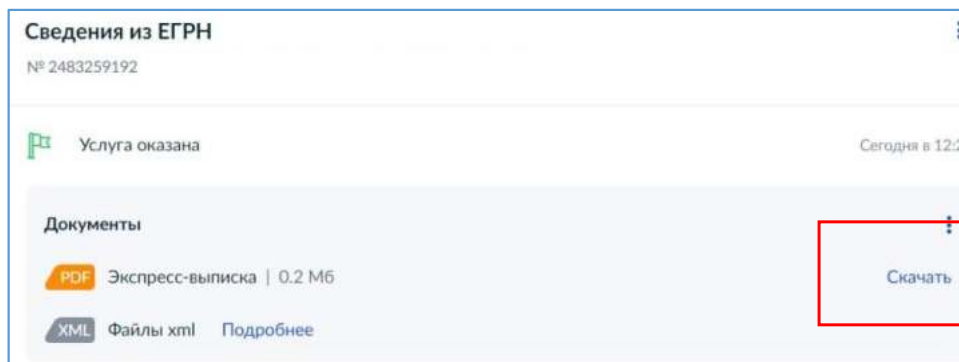 Сведения из ЕГРН
№ 2483259192
Услуга оказана Сегодня в 12:2
Документы
PDF Экспресс-выписка | 0.2 Мб Скачать
XML Файлы xml Подробнее